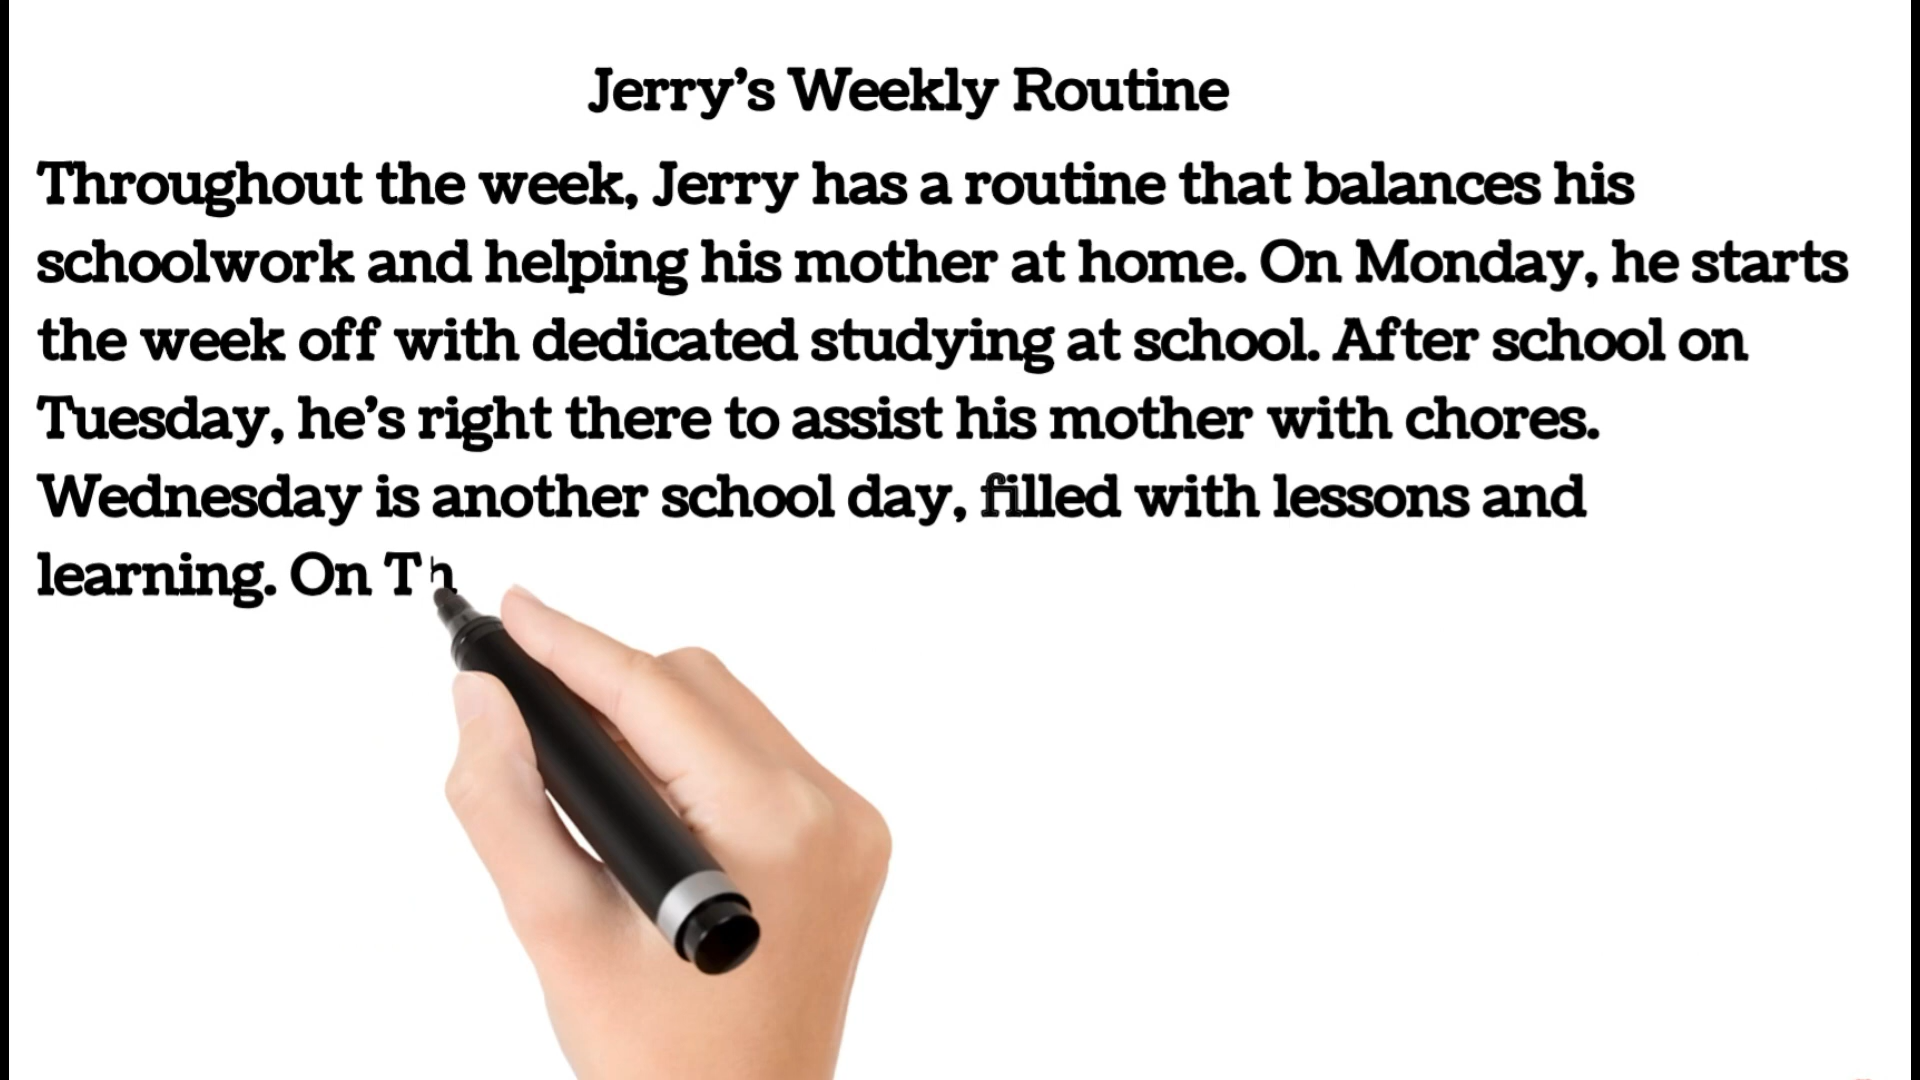 Jerry's Weekly Routine
Throughout the week, Jerry has a routine that balances his
schoolwork and helping his mother at home. On Monday, he starts
the week off with dedicated studying at school. After school on
Tuesday, he's right there to assist his mother with chores.
Wednesday is another school day, filled with lessons and
learning. On Th